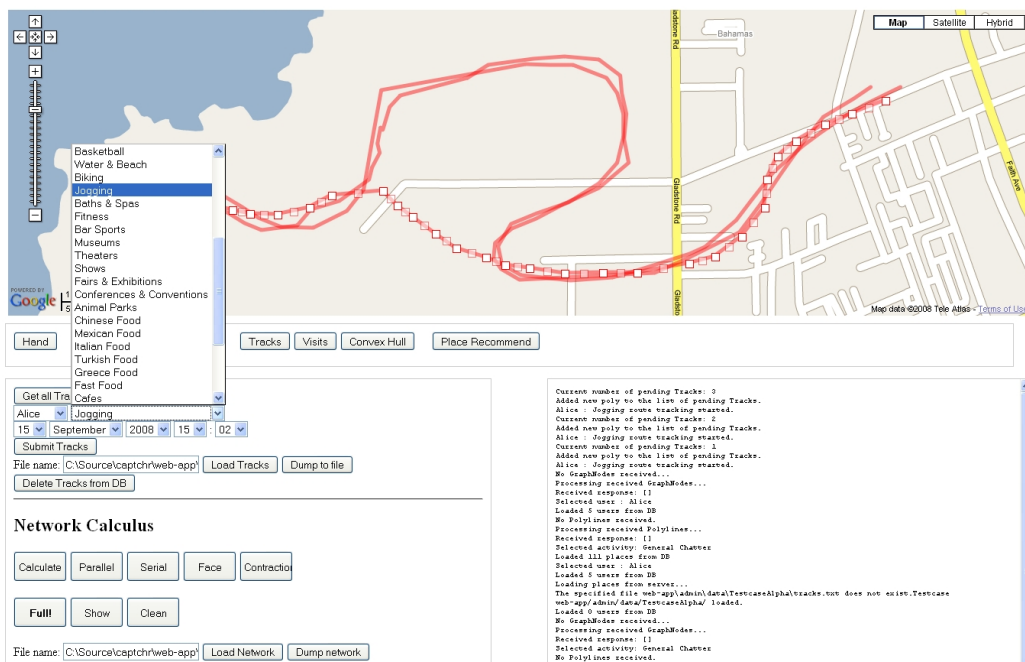 Map Satellite Hybrid
Gladstone Rd
Bahamas
Faith Ave
Gladstone Rd
POWERED BY
Google
Map data ©2008 Tele Atlas - Terms of Use
Basketball
Water & Beach
Biking
Jogging
Baths & Spas
Fitness
Bar Sports
Museums
Theaters
Shows
Fairs & Exhibitions
Conferences & Conventions
Animal Parks
Chinese Food
Mexican Food
Italian Food
Turkish Food
Greece Food
Fast Food
Cafes
Hand Tracks Visits Convex Hull Place Recommend
Get all Tra
Alice Jogging
15 September 2008 15 : 02
Submit Tracks
File name: C:\Source\captchr\web-app\ Load Tracks Dump to file
Delete Tracks from DB
Network Calculus
Calculate Parallel Serial Face Contraction
Full! Show Clean
File name: C:\Source\captchr\web-app\ Load Network Dump network
Current number of pending Tracks: 3
Added new poly to the list of pending Tracks.
Alice : Jogging route tracking started.
Current number of pending Tracks: 2
Added new poly to the list of pending Tracks.
Alice : Jogging route tracking started.
Current number of pending Tracks: 1
Added new poly to the list of pending Tracks.
Alice : Jogging route tracking started.
No GraphNodes received...
Processing received GraphNodes...
Received response: []
Selected user : Alice
Loaded 5 users from DB
No Polylines received.
Processing received Polylines...
Received response: []
Selected activity: General Chatter
Loaded 111 places from DB
Selected user : Alice
Loaded 5 users from DB
Loading places from server...
The specified file web-app\admin\data\TestcaseAlpha\tracks.txt does not exist.Testcase
web-app/admin/data/TestcaseAlpha/ loaded.
Loaded 0 users from DB
No GraphNodes received...
Processing received GraphNodes...
Received response: []
Selected activity: General Chatter
No Polylines received.